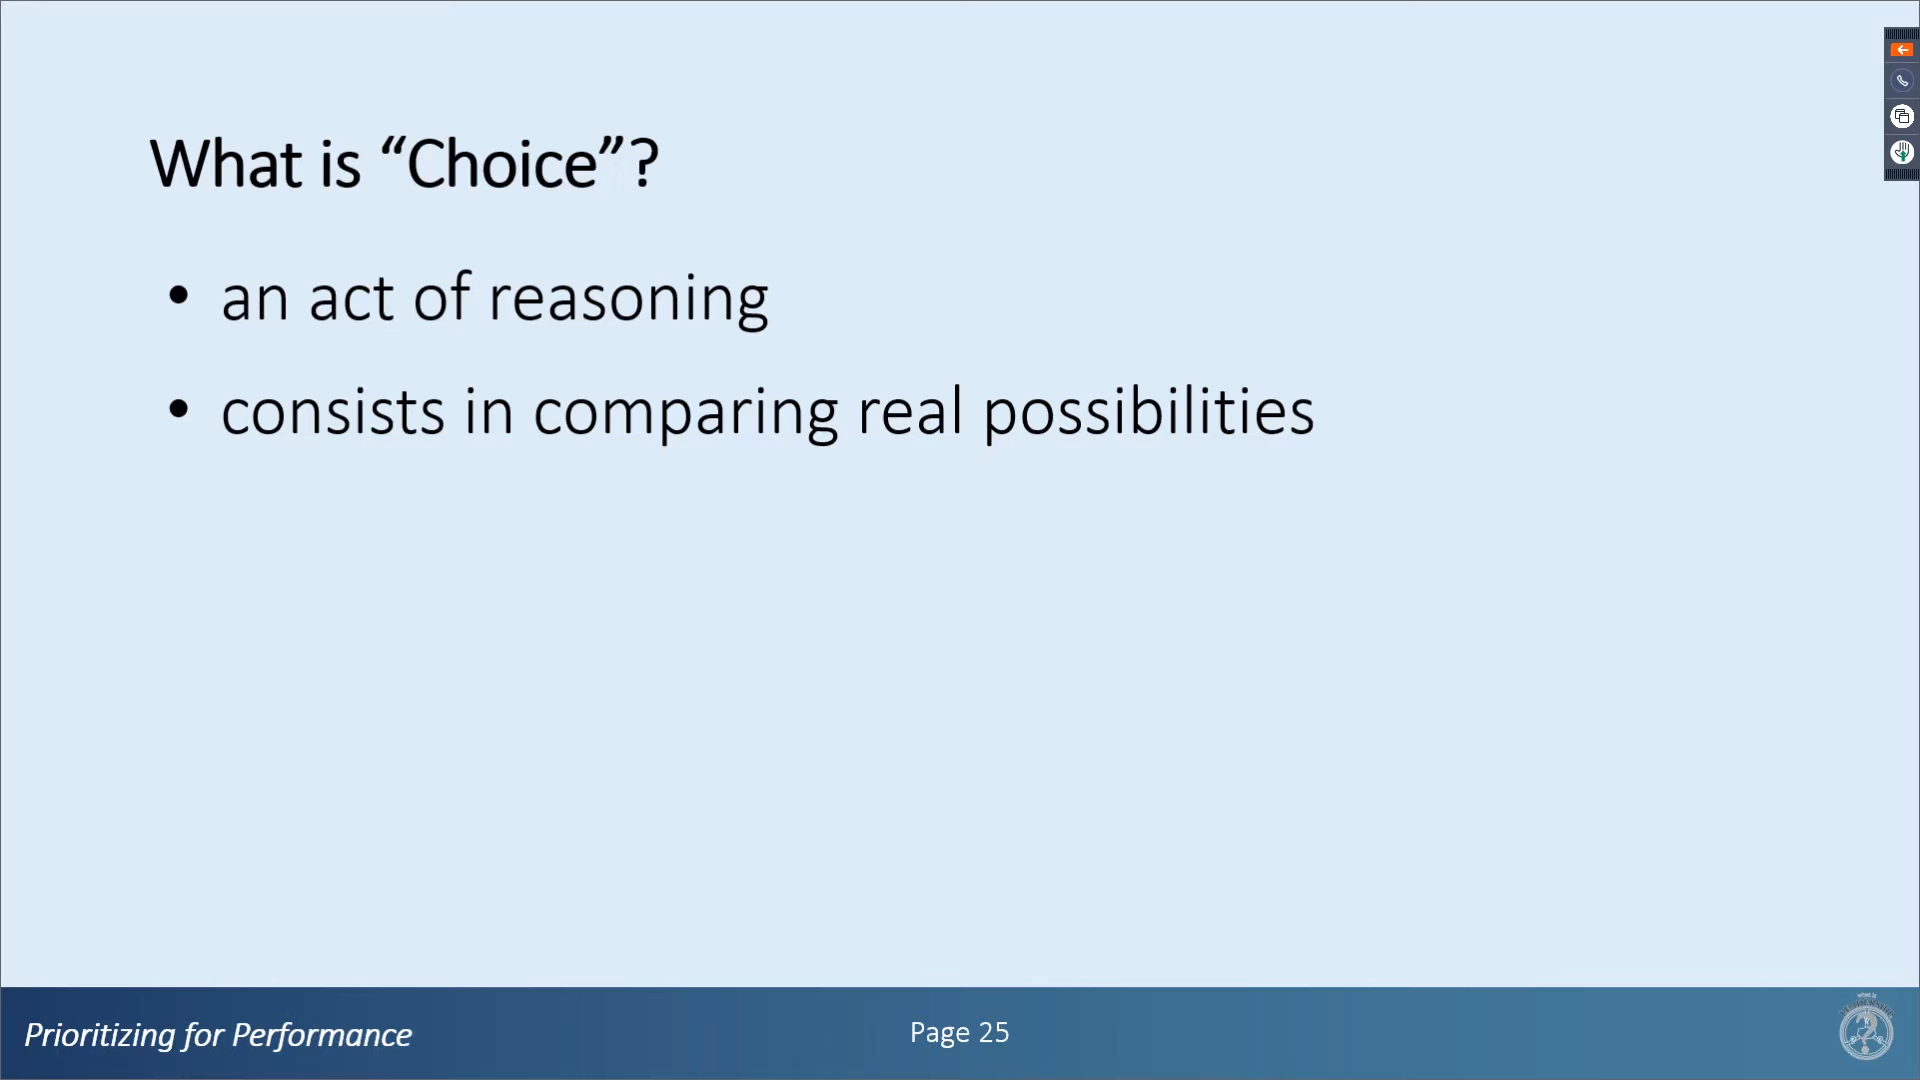 What is “Choice”?
• an act of reasoning
• consists in comparing real possibilities
Prioritizing for Performance
Page 25